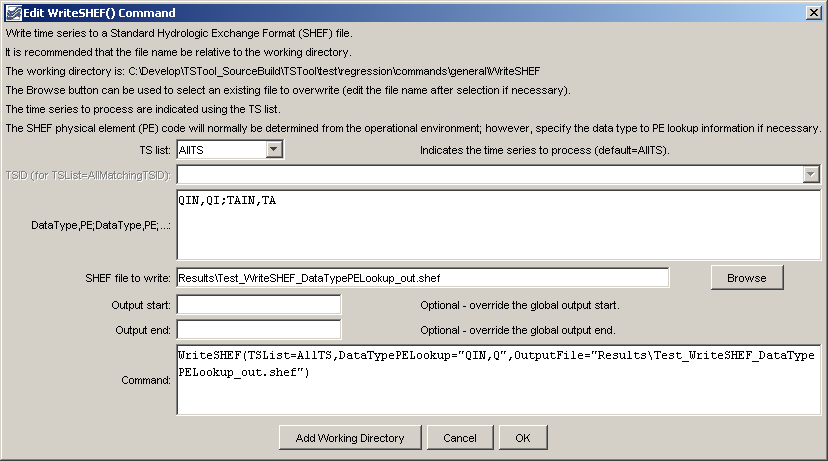 Edit WriteSHEF() Command
Write time series to a Standard Hydrologic Exchange Format (SHEF) file.
It is recommended that the file name be relative to the working directory.
The working directory is: C:\Develop\TSTool_SourceBuild\TSTool\test\regression\commands\general\WriteSHEF
The Browse button can be used to select an existing file to overwrite (edit the file name after selection if necessary).
The time series to process are indicated using the TS list.
The SHEF physical element (PE) code will normally be determined from the operational environment; however, specify the data type to PE lookup information if necessary.
TS list: AllTS Indicates the time series to process (default=AllTS).
TSID (for TSList=AllMatchingTSID):
DataType,PE;DataType,PE;...: QIN,QI;TAIN,TA
SHEF file to write: Results\Test_WriteSHEF_DataTypePELookup_out.shef Browse
Output start: Optional - override the global output start.
Output end: Optional - override the global output end.
Command: WriteSHEF(TSList=AllTS,DataTypePELookup="QIN,Q",OutputFile="Results\Test_WriteSHEF_DataType
PELookup_out.shef")
Add Working Directory Cancel OK